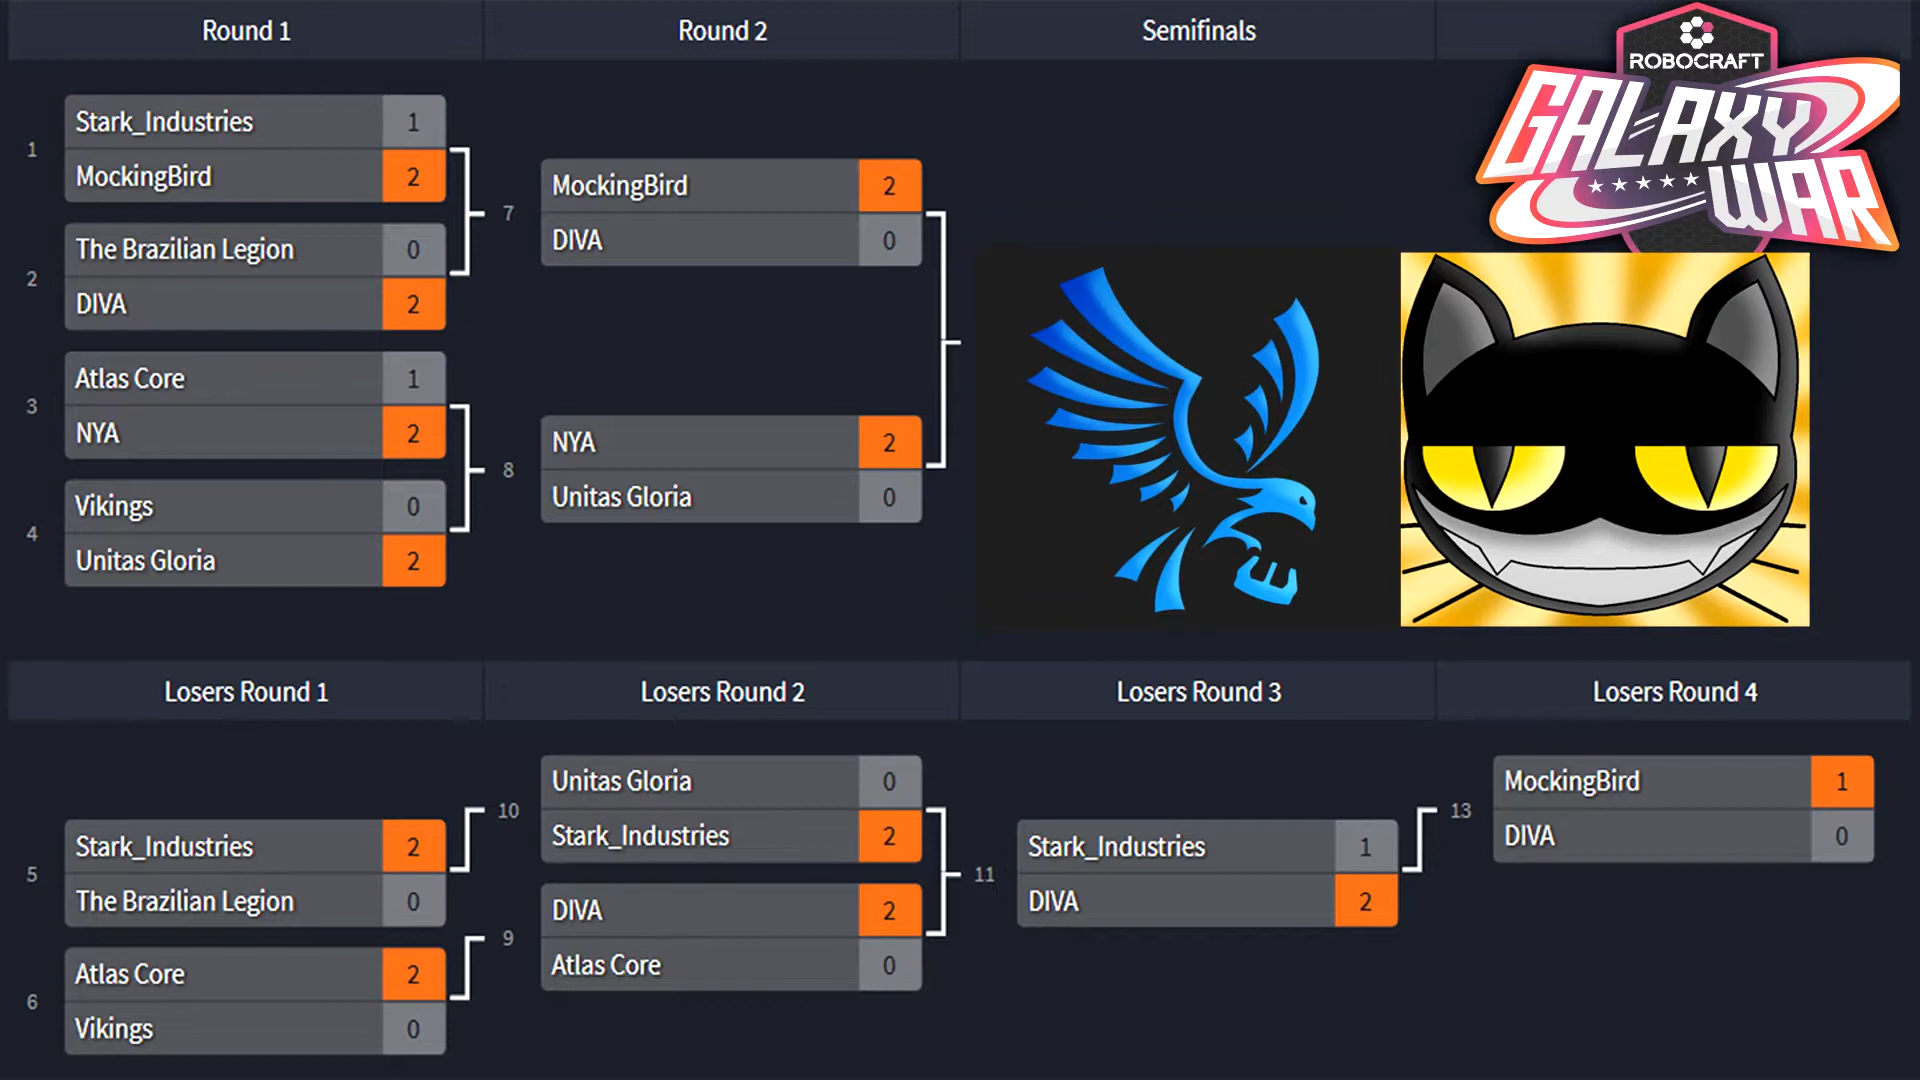 Round 1
Round 2
Semifinals
ROBOCRAFT
GALAXY
WAR
1
Stark_Industries 1
MockingBird 2
2
The Brazilian Legion 0
DIVA 2
3
Atlas Core 1
NYA 2
4
Vikings 0
Unitas Gloria 2
7
MockingBird 2
DIVA 0
8
NYA 2
Unitas Gloria 0
Losers Round 1
Losers Round 2
Losers Round 3
Losers Round 4
5
Stark_Industries 2
The Brazilian Legion 0
6
Atlas Core 2
Vikings 0
10
Unitas Gloria 0
Stark_Industries 2
9
DIVA 2
Atlas Core 0
11
Stark_Industries 1
DIVA 2
13
MockingBird 1
DIVA 0